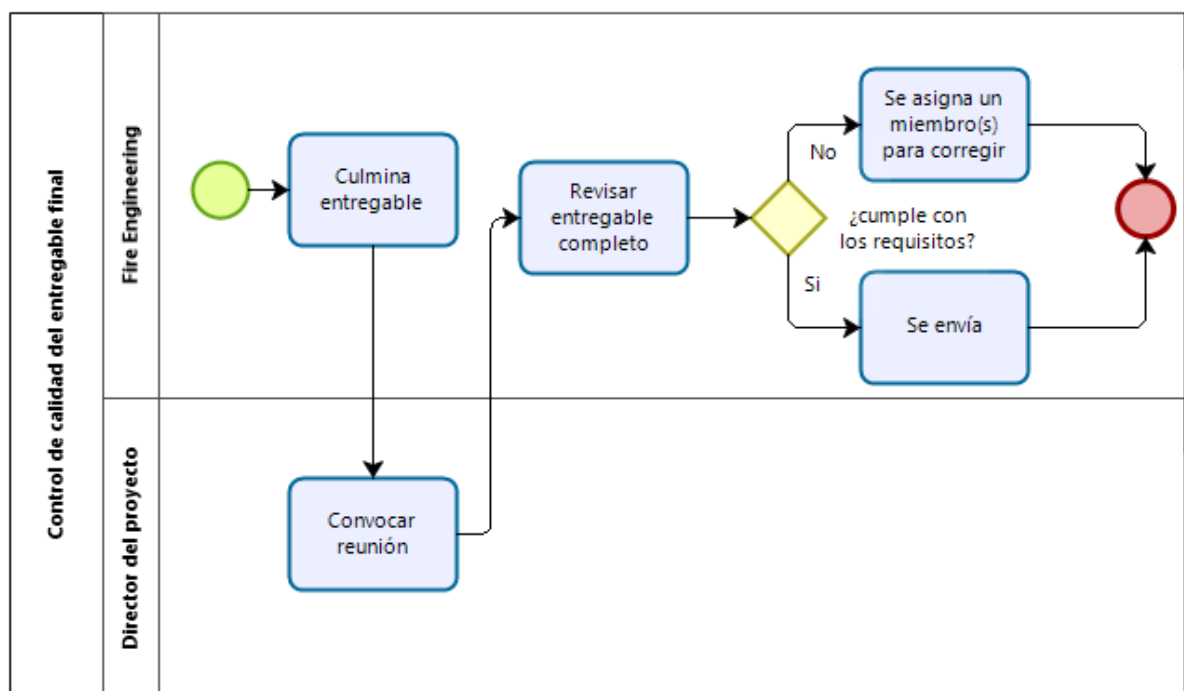 Control de calidad del entregable final
Fire Engineering
Culmina
entregable
Revisar
entregable
completo
No
Se asigna un
miembro(s)
para corregir
¿cumple con
los requisitos?
Si
Se envía
Director del proyecto
Convocar
reunión